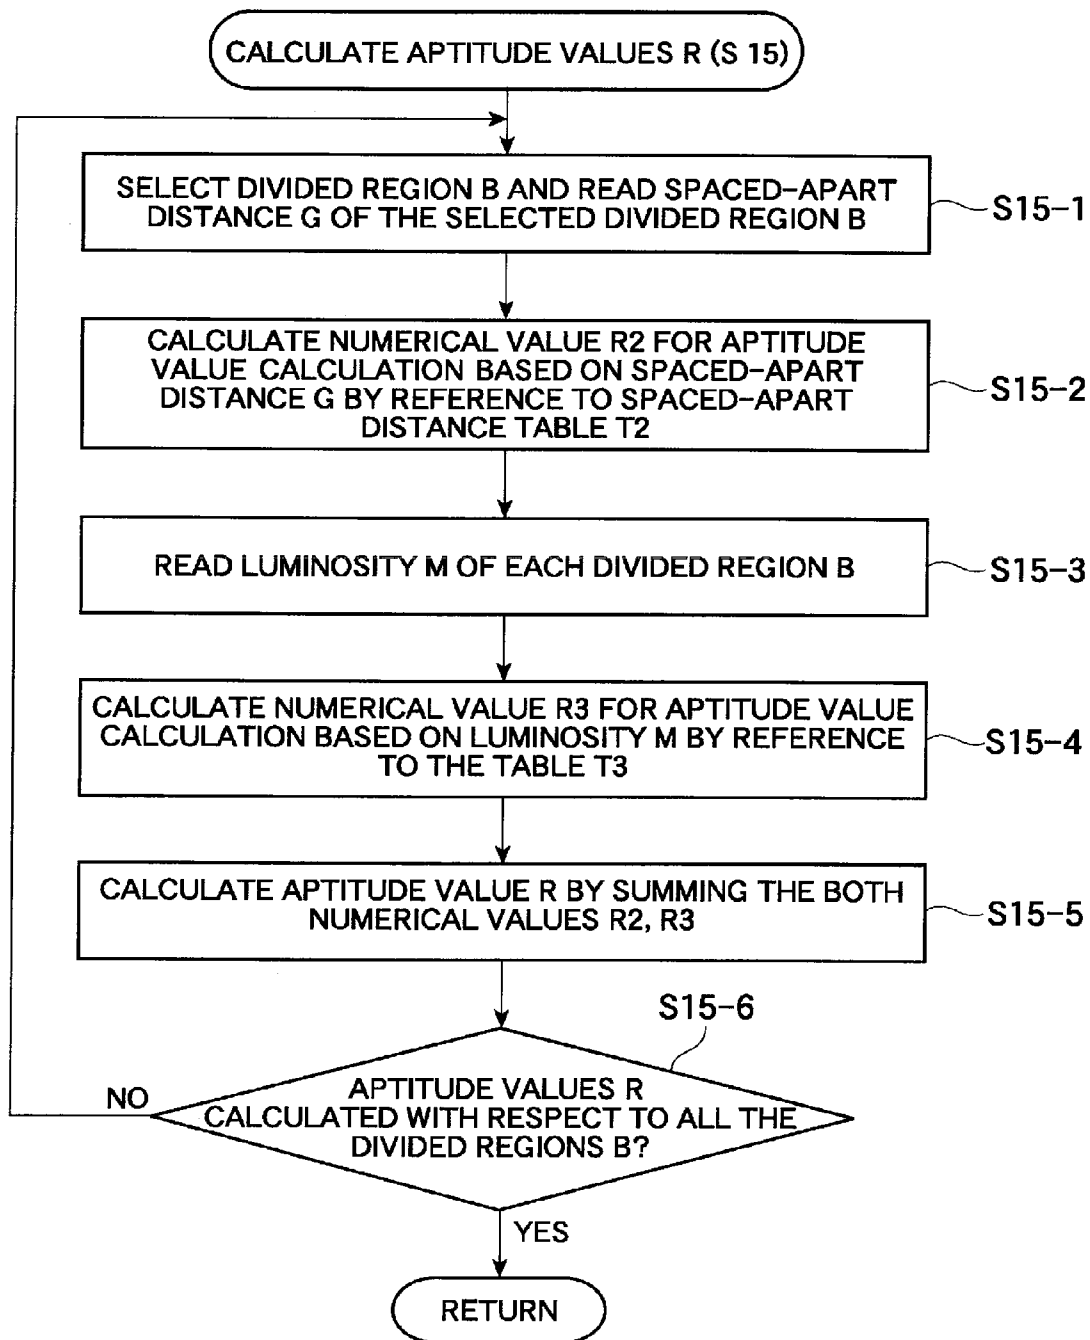 CALCULATE APTITUDE VALUES R (S 15)
SELECT DIVIDED REGION B AND READ SPACED-APART
DISTANCE G OF THE SELECTED DIVIDED REGION B
S15-1
CALCULATE NUMERICAL VALUE R2 FOR APTITUDE
VALUE CALCULATION BASED ON SPACED-APART
DISTANCE G BY REFERENCE TO SPACED-APART
DISTANCE TABLE T2
S15-2
READ LUMINOSITY M OF EACH DIVIDED REGION B
S15-3
CALCULATE NUMERICAL VALUE R3 FOR APTITUDE VALUE
CALCULATION BASED ON LUMINOSITY M BY REFERENCE
TO THE TABLE T3
S15-4
CALCULATE APTITUDE VALUE R BY SUMMING THE BOTH
NUMERICAL VALUES R2, R3
S15-5
S15-6
NO
APTITUDE VALUES R
CALCULATED WITH RESPECT TO ALL THE
DIVIDED REGIONS B?
YES
RETURN